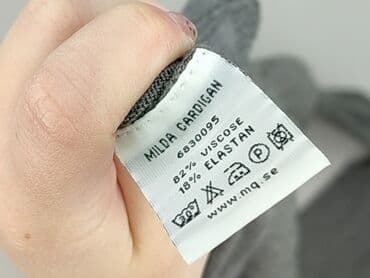 MILDA CARDIGAN
6830095
82% VISCOSE
18% ELASTAN
P
www.mq.se